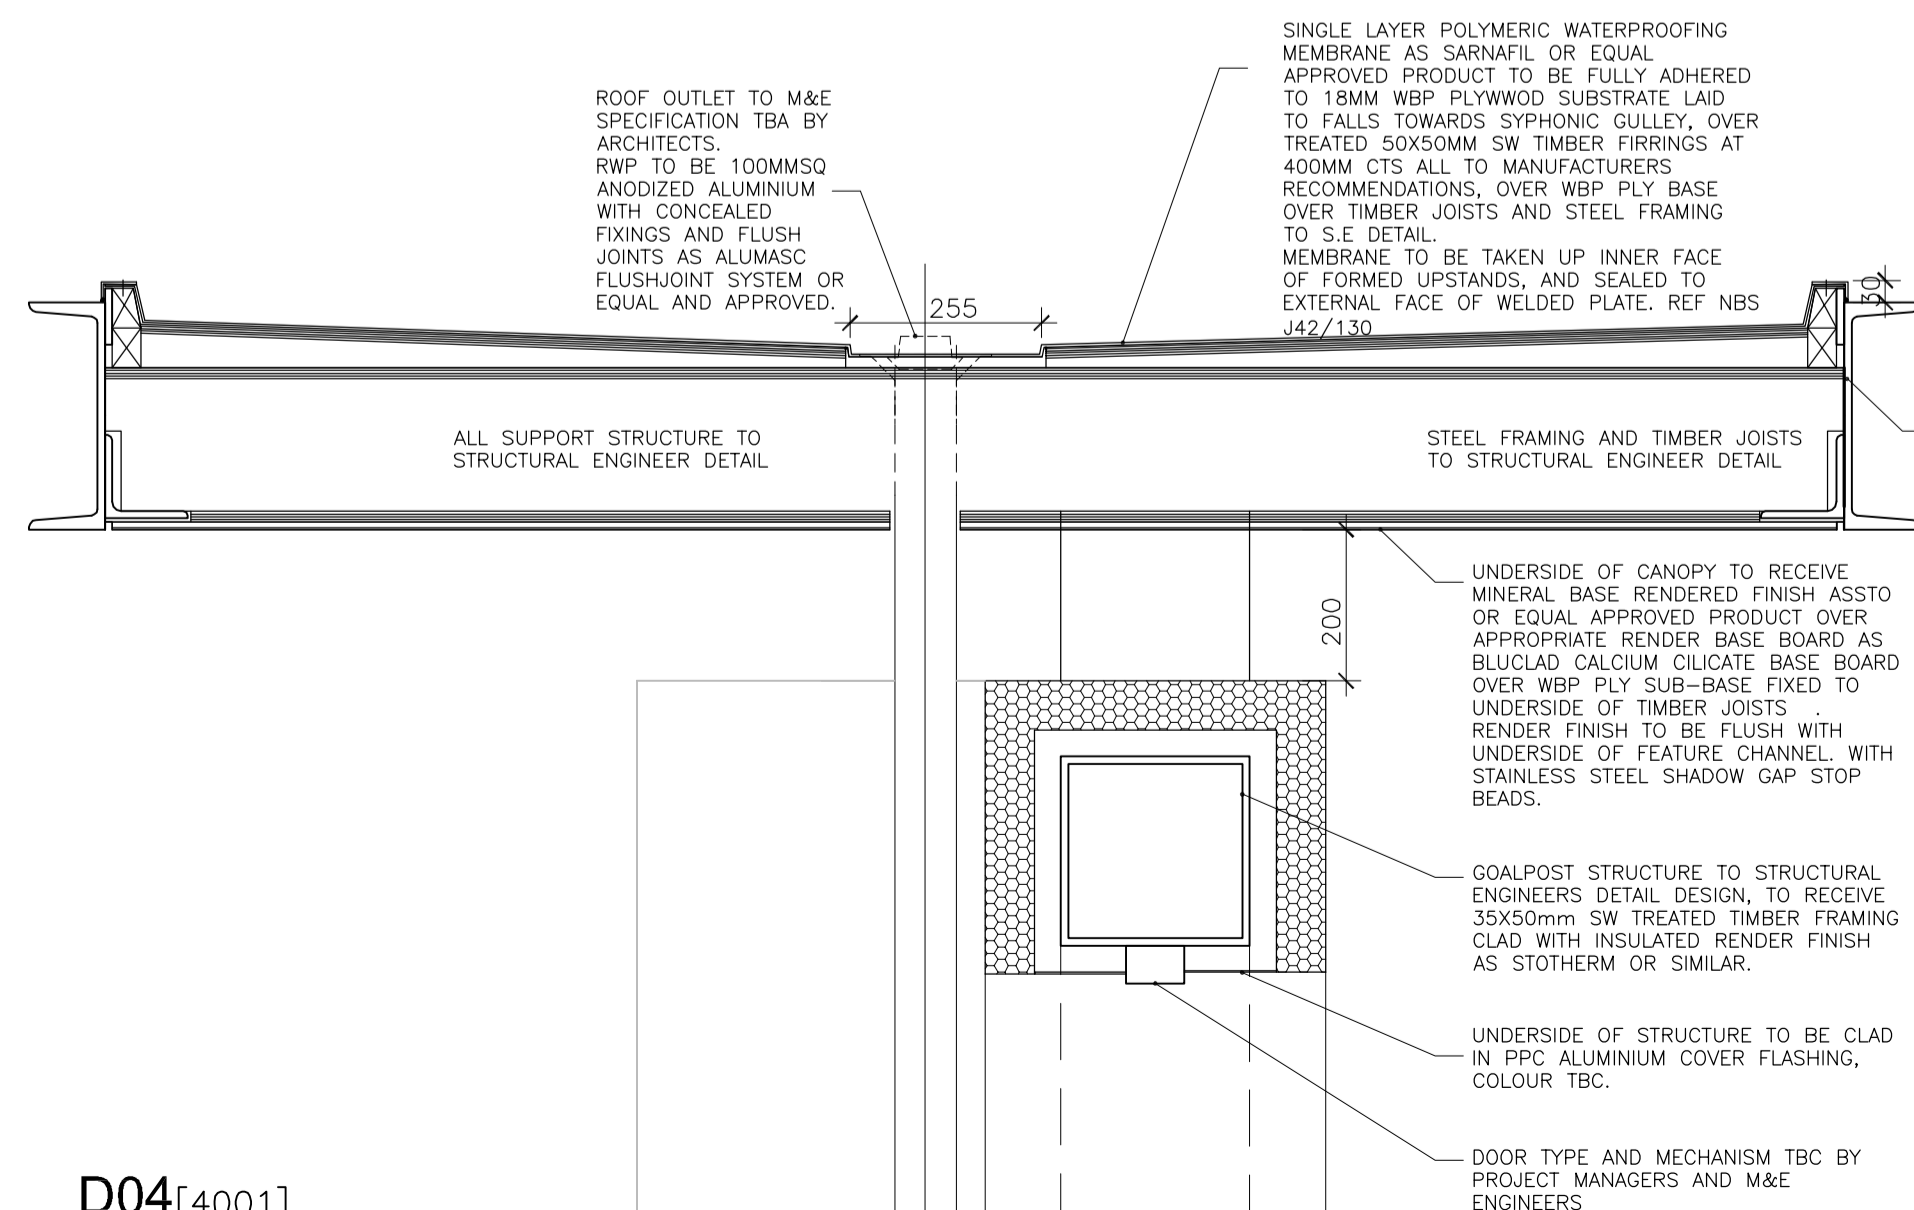 SINGLE LAYER POLYMERIC WATERPROOFING
MEMBRANE AS SARNAFIL OR EQUAL
APPROVED PRODUCT TO BE FULLY ADHERED
TO 18MM WBP PLYWWOD SUBSTRATE LAID
TO FALLS TOWARDS SYPHONIC GULLEY, OVER
TREATED 50X50MM SW TIMBER FIRRINGS AT
400MM CTS ALL TO MANUFACTURERS
RECOMMENDATIONS, OVER WBP PLY BASE
OVER TIMBER JOISTS AND STEEL FRAMING
TO S.E DETAIL.
MEMBRANE TO BE TAKEN UP INNER FACE
OF FORMED UPSTANDS, AND SEALED TO
EXTERNAL FACE OF WELDED PLATE. REF NBS
J42/130
ROOF OUTLET TO M&E
SPECIFICATION TBA BY
ARCHITECTS.
RWP TO BE 100MMSQ
ANODIZED ALUMINIUM
WITH CONCEALED
FIXINGS AND FLUSH
JOINTS AS ALUMASC
FLUSHJOINT SYSTEM OR
EQUAL AND APPROVED.
255
30
ALL SUPPORT STRUCTURE TO
STRUCTURAL ENGINEER DETAIL
STEEL FRAMING AND TIMBER JOISTS
TO STRUCTURAL ENGINEER DETAIL
200
UNDERSIDE OF CANOPY TO RECEIVE
MINERAL BASE RENDERED FINISH ASSTO
OR EQUAL APPROVED PRODUCT OVER
APPROPRIATE RENDER BASE BOARD AS
BLUCLAD CALCIUM CILICATE BASE BOARD
OVER WBP PLY SUB-BASE FIXED TO
UNDERSIDE OF TIMBER JOISTS .
RENDER FINISH TO BE FLUSH WITH
UNDERSIDE OF FEATURE CHANNEL. WITH
STAINLESS STEEL SHADOW GAP STOP
BEADS.
GOALPOST STRUCTURE TO STRUCTURAL
ENGINEERS DETAIL DESIGN, TO RECEIVE
35X50mm SW TREATED TIMBER FRAMING
CLAD WITH INSULATED RENDER FINISH
AS STOTHERM OR SIMILAR.
UNDERSIDE OF STRUCTURE TO BE CLAD
IN PPC ALUMINIUM COVER FLASHING,
COLOUR TBC.
DOOR TYPE AND MECHANISM TBC BY
PROJECT MANAGERS AND M&E
ENGINEERS
D04[4001]